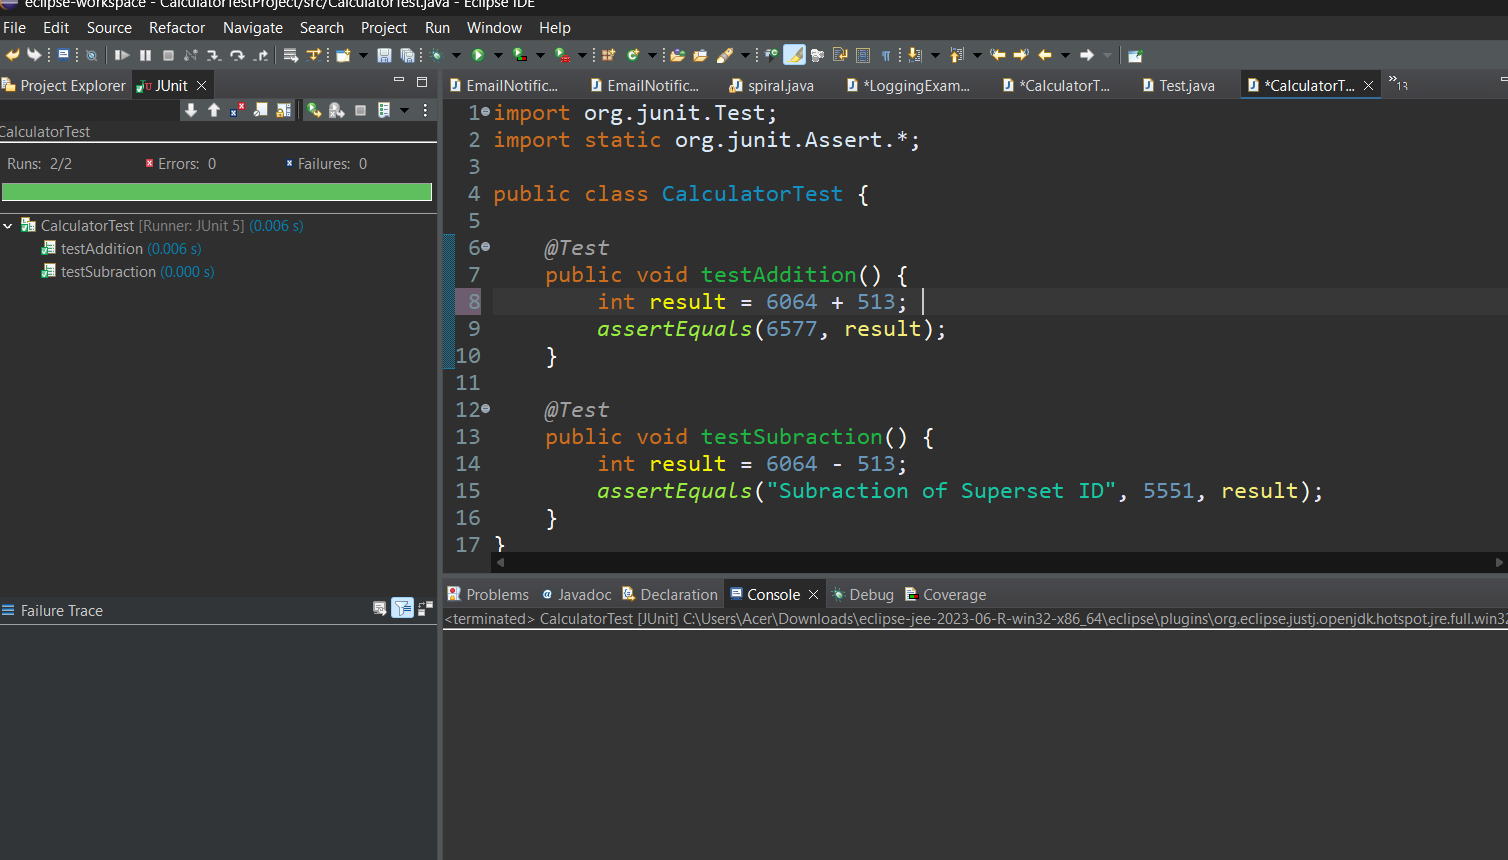 eclipse-workspace - CalculatorTestProject/src/CalculatorTest.java - Eclipse IDE
File Edit Source Refactor Navigate Search Project Run Window Help
Project Explorer JUnit
EmailNotific... EmailNotific... spiral.java *LoggingExam... *CalculatorT... Test.java *CalculatorT... 13
CalculatorTest
Runs: 2/2 Errors: 0 Failures: 0
CalculatorTest [Runner: JUnit 5] (0.006 s)
testAddition (0.006 s)
testSubraction (0.000 s)
Failure Trace
1 import org.junit.Test;
2 import static org.junit.Assert.*;
3
4 public class CalculatorTest {
5
6 @Test
7 public void testAddition() {
8 int result = 6064 + 513;
9 assertEquals(6577, result);
10 }
11
12 @Test
13 public void testSubraction() {
14 int result = 6064 - 513;
15 assertEquals("Subraction of Superset ID", 5551, result);
16 }
17 }
Problems Javadoc Declaration Console Debug Coverage
<terminated> CalculatorTest [JUnit] C:\Users\Acer\Downloads\eclipse-jee-2023-06-R-win32-x86_64\eclipse\plugins\org.eclipse.justj.openjdk.hotspot.jre.full.win32